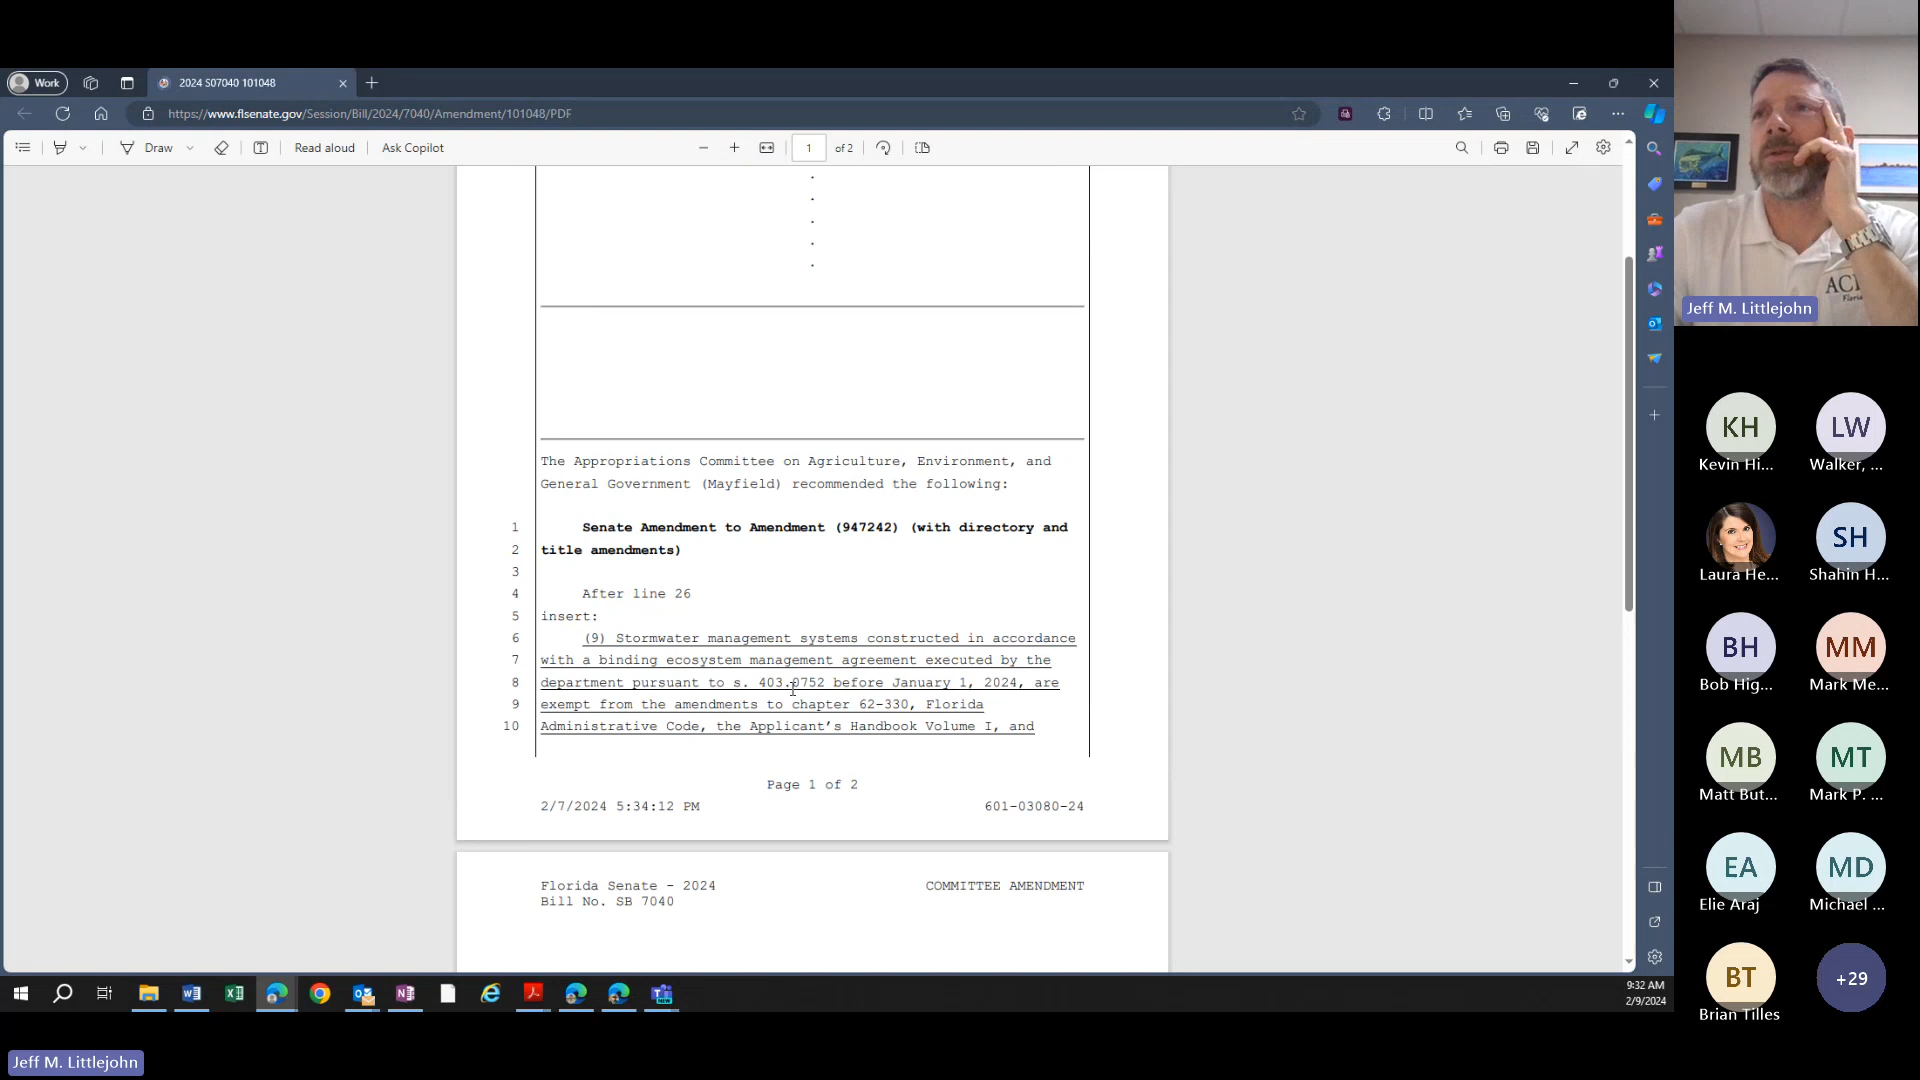 Work
2024 S07040 101048
https://www.flsenate.gov/Session/Bill/2024/7040/Amendment/101048/PDF
Draw
Read aloud
Ask Copilot
1 of 2
The Appropriations Committee on Agriculture, Environment, and
General Government (Mayfield) recommended the following:
1 Senate Amendment to Amendment (947242) (with directory and
2 title amendments)
3
4 After line 26
5 insert:
6 (9) Stormwater management systems constructed in accordance
7 with a binding ecosystem management agreement executed by the
8 department pursuant to s. 403.0752 before January 1, 2024, are
9 exempt from the amendments to chapter 62-330, Florida
10 Administrative Code, the Applicant’s Handbook Volume I, and
Page 1 of 2
2/7/2024 5:34:12 PM 601-03080-24
Florida Senate - 2024 COMMITTEE AMENDMENT
Bill No. SB 7040
9:32 AM
2/9/2024
Jeff M. Littlejohn
Jeff M. Littlejohn
KH LW
Kevin Hi... Walker, ...
SH
Laura He... Shahin H...
BH MM
Bob Hig... Mark Me...
MB MT
Matt But... Mark P. ...
EA MD
Elie Araj Michael ...
BT +29
Brian Tilles